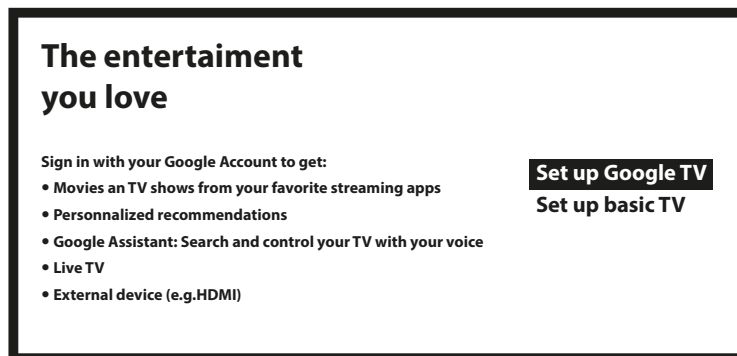 The entertaiment
you love
Sign in with your Google Account to get:
• Movies an TV shows from your favorite streaming apps
• Personnalized recommendations
• Google Assistant: Search and control your TV with your voice
• Live TV
• External device (e.g.HDMI)
Set up Google TV
Set up basic TV